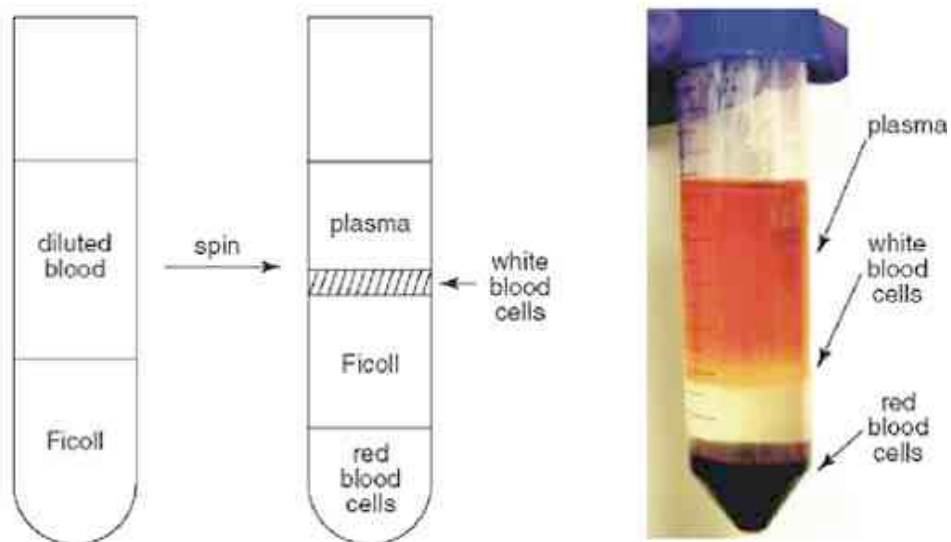 diluted
blood
Ficoll
spin
plasma
white
blood
cells
Ficoll
red
blood
cells
plasma
white
blood
cells
red
blood
cells